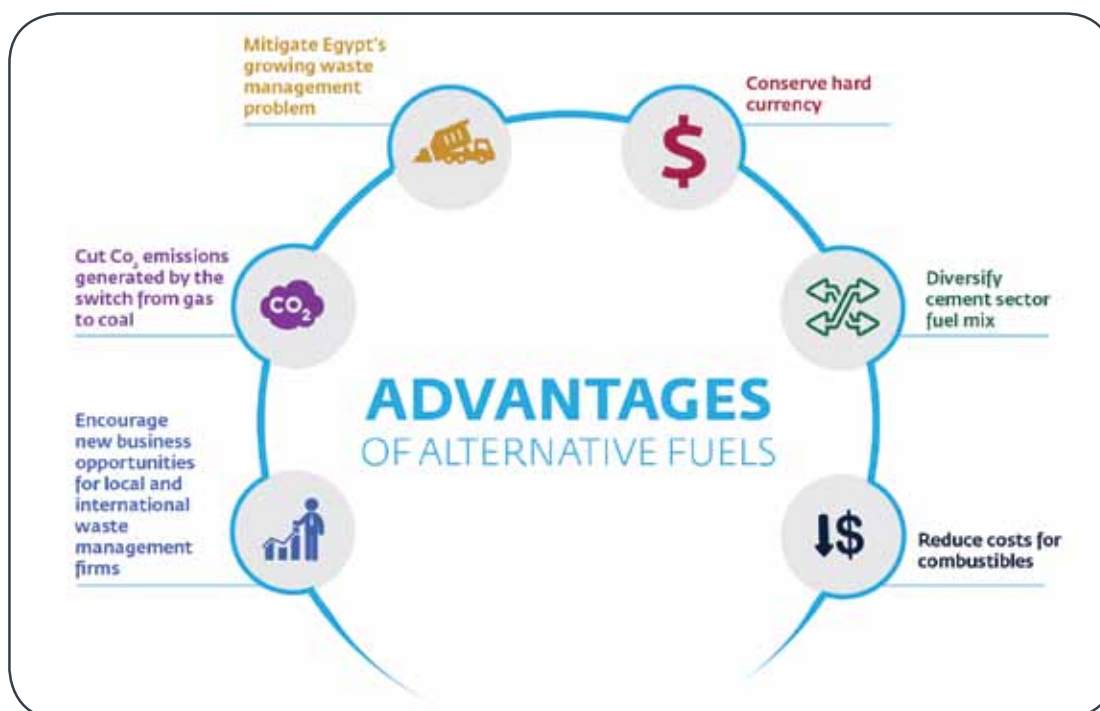 Mitigate Egypt's
growing waste
management
problem
Conserve hard
currency
$
Cut Co₂ emissions
generated by the
switch from gas
to coal
CO₂
Diversify
cement sector
fuel mix
ADVANTAGES
OF ALTERNATIVE FUELS
Encourage
new business
opportunities
for local and
international
waste
management
firms
$
Reduce costs for
combustibles